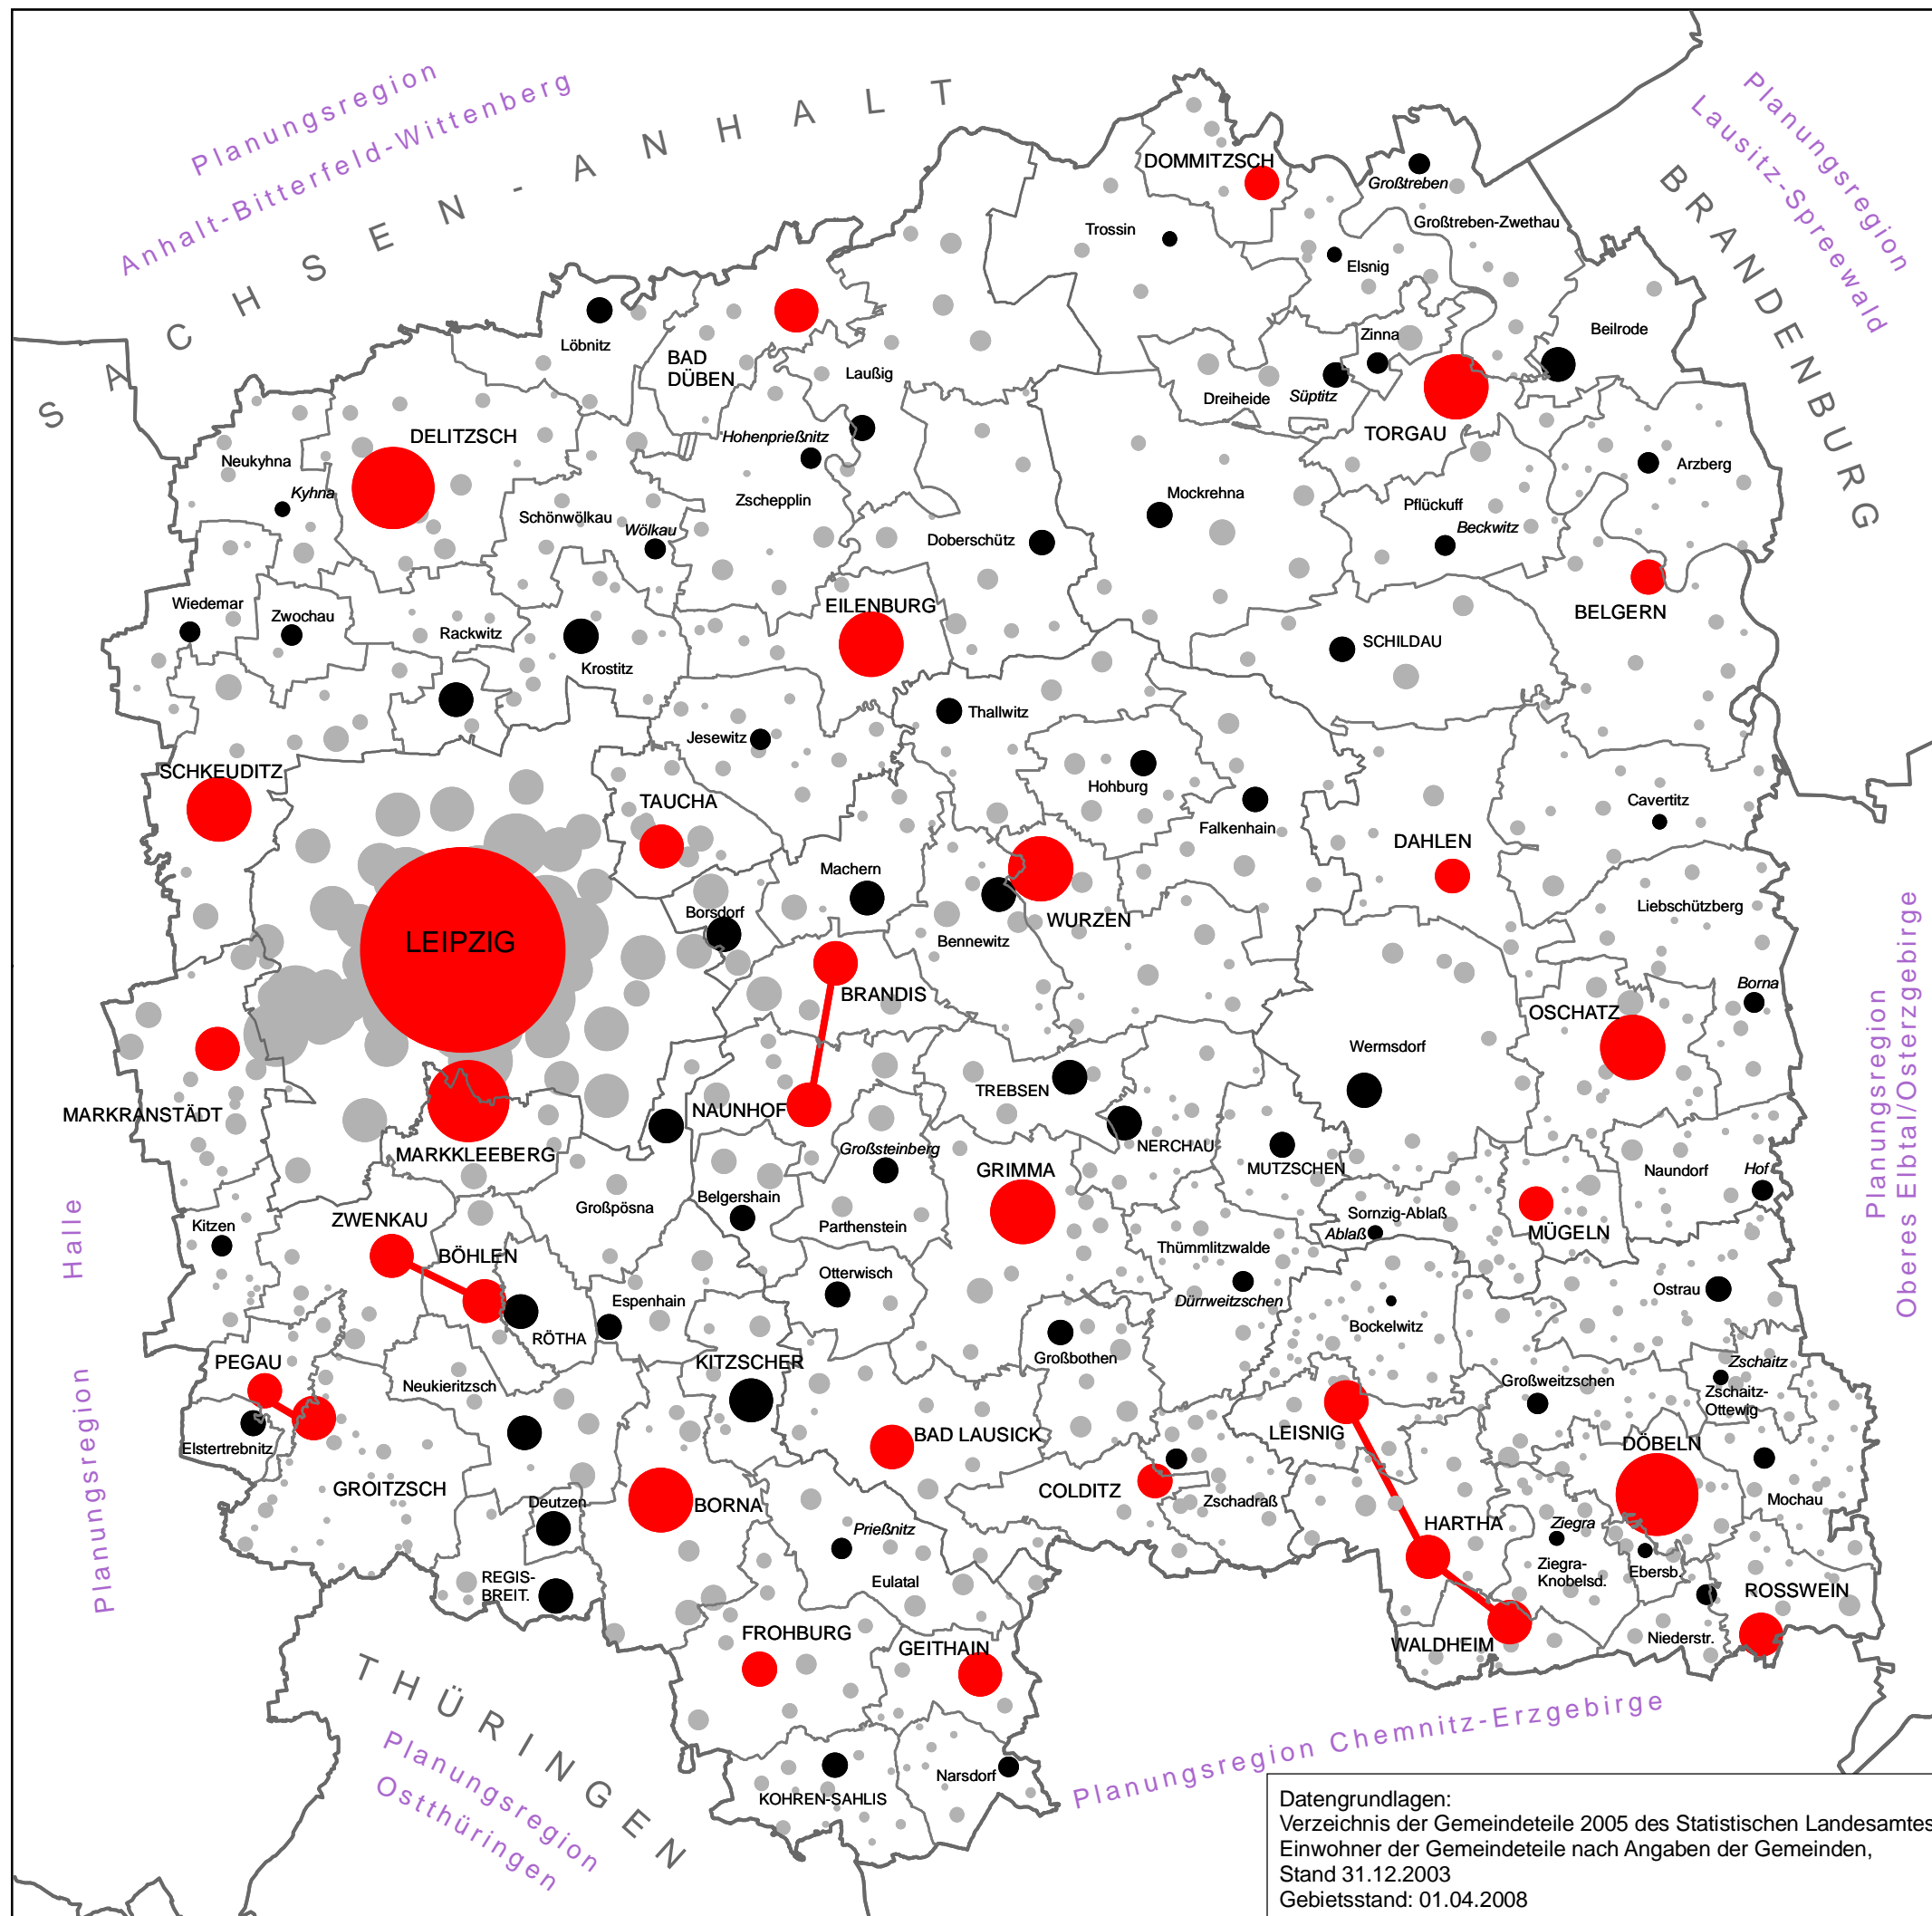 Planungsregion
Anhalt-Bitterfeld-Wittenberg
SACHSEN-ANHALT
Planungsregion
Lausitz-Spreewald
BRANDENBURG
DOMMITZSCH
Großtreben
Großtreben-Zwethau
Trossin
Elsnig
Löbnitz
BAD
DÜBEN
Laußig
Zinna
Beilrode
Dreiheide
Süptitz
TORGAU
DELITZSCH
Hohenprießnitz
Neukyhna
Kyhna
Arzberg
Zschepplin
Mockrehna
Pflückuff
Beckwitz
Schönwölkau
Wölkau
Doberschütz
Wiedemar
Zwochau
Rackwitz
EILENBURG
BELGERN
Krostitz
SCHILDAU
Thallwitz
Jesewitz
SCHKEUDITZ
TAUCHA
Hohburg
Falkenhain
Cavertitz
DAHLEN
Machern
Borsdorf
WURZEN
Liebschützberg
LEIPZIG
Bennewitz
BRANDIS
Borna
OSCHATZ
Wermsdorf
TREBSEN
MARKRANSTÄDT
NAUNHOF
NERCHAU
MARKKLEEBERG
Großsteinberg
GRIMMA
MUTZSCHEN
Naundorf
Hof
Belgershain
Großpösna
Parthenstein
Sornzig-Ablaß
Ablaß
MÜGELN
Kitzen
ZWENKAU
BÖHLEN
Thümmlitzwalde
Otterwisch
Dürrweitzschen
Ostrau
Espenhain
RÖTHA
Bockelwitz
Großbothen
PEGAU
KITZSCHER
Neukieritzsch
Zschaitz
Zschaitz-
Ottewig
Großweitzschen
Elstertrebnitz
BAD LAUSICK
LEISNIG
DÖBELN
GROITZSCH
COLDITZ
Zschadraß
BORNA
Deutzen
Mochau
HARTHA
Prießnitz
Ziegra
Ziegra-
Knobelsd.
Ebersb.
REGIS-
BREIT.
Eulatal
ROSSWEIN
FROHBURG
GEITHAIN
WALDHEIM
Niederstr.
Narsdorf
KOHREN-SAHLIS
Planungsregion
Halle
Planungsregion
Oberes Elbtal/Osterzgebirge
THÜRINGEN
Planungsregion
Ostthüringen
Planungsregion Chemnitz-Erzgebirge
Datengrundlagen:
Verzeichnis der Gemeindeteile 2005 des Statistischen Landesamtes
Einwohner der Gemeindeteile nach Angaben der Gemeinden,
Stand 31.12.2003
Gebietsstand: 01.04.2008